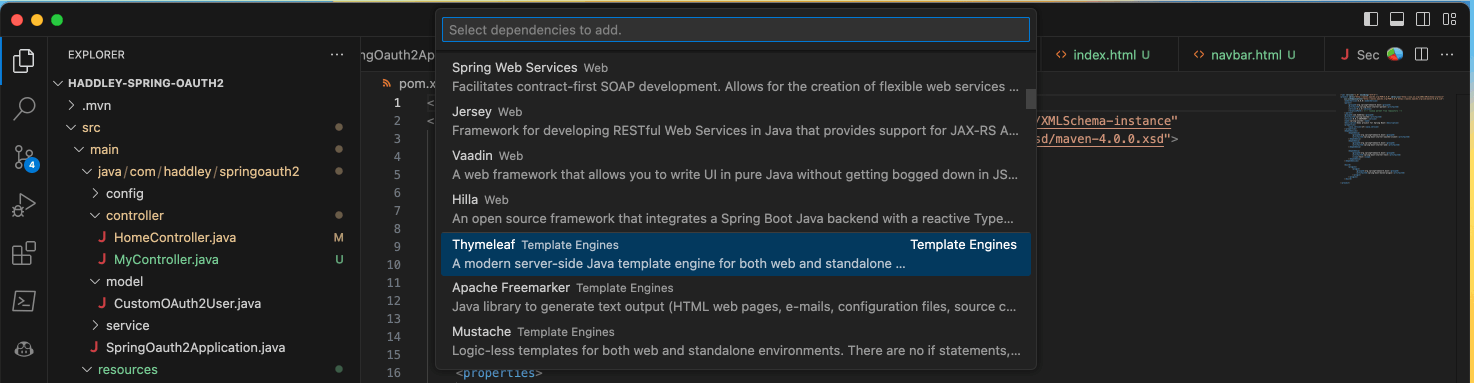 Select dependencies to add.
EXPLORER
HADDLEY-SPRING-OAUTH2
.mvn
src
main
java/com/haddley/springoauth2
config
controller
HomeController.java M
MyController.java U
model
CustomOAuth2User.java
service
SpringOauth2Application.java
resources
4
ngOauth2App
index.html U
navbar.html U
Sec
pom.x
1 <
2 < /XMLSchema-instance"
3 sd/maven-4.0.0.xsd">
4
5
6
7
8
9
10
11
12
13
14
15
16 <properties>
Spring Web Services Web
Facilitates contract-first SOAP development. Allows for the creation of flexible web services ...
Jersey Web
Framework for developing RESTful Web Services in Java that provides support for JAX-RS A...
Vaadin Web
A web framework that allows you to write UI in pure Java without getting bogged down in JS...
Hilla Web
An open source framework that integrates a Spring Boot Java backend with a reactive Type...
Thymeleaf Template Engines Template Engines
A modern server-side Java template engine for both web and standalone ...
Apache Freemarker Template Engines
Java library to generate text output (HTML web pages, e-mails, configuration files, source c...
Mustache Template Engines
Logic-less templates for both web and standalone environments. There are no if statements,...